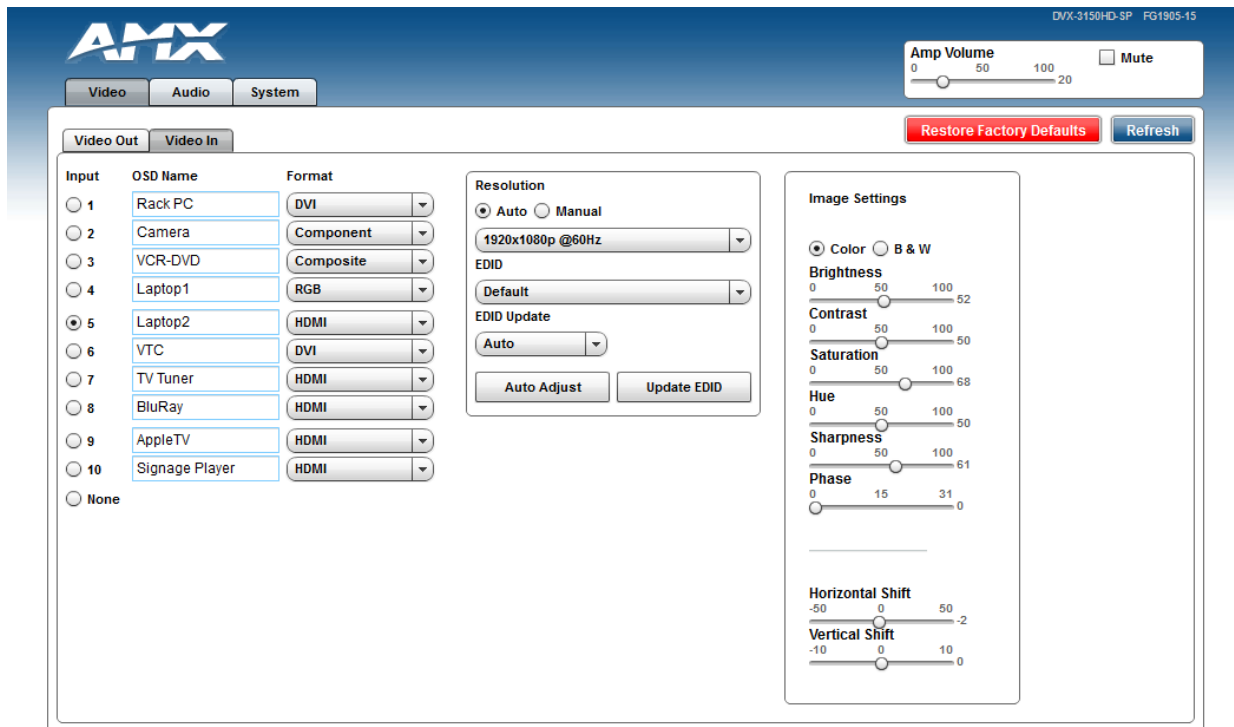 AMX
DVX-3150HD-SP FG1905-15
Amp Volume
Mute
0 50 100
20
Video Audio System
Restore Factory Defaults Refresh
Video Out Video In
Input OSD Name Format
1 Rack PC DVI
2 Camera Component
3 VCR-DVD Composite
4 Laptop1 RGB
5 Laptop2 HDMI
6 VTC DVI
7 TV Tuner HDMI
8 BluRay HDMI
9 AppleTV HDMI
10 Signage Player HDMI
None
Resolution
Auto Manual
1920x1080p @60Hz
EDID
Default
EDID Update
Auto
Auto Adjust Update EDID
Image Settings
Color B & W
Brightness
0 50 100
52
Contrast
0 50 100
50
Saturation
0 50 100
68
Hue
0 50 100
50
Sharpness
0 50 100
61
Phase
0 15 31
0
Horizontal Shift
-50 0 50
-2
Vertical Shift
-10 0 10
0